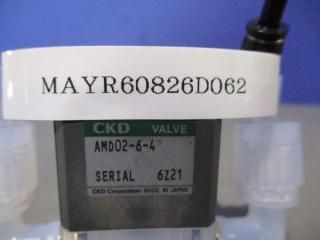 MAYR60826D062
CKD VALVE
AMD02-6-4
SERIAL 6Z21
CKD Corporation MADE IN JAPAN